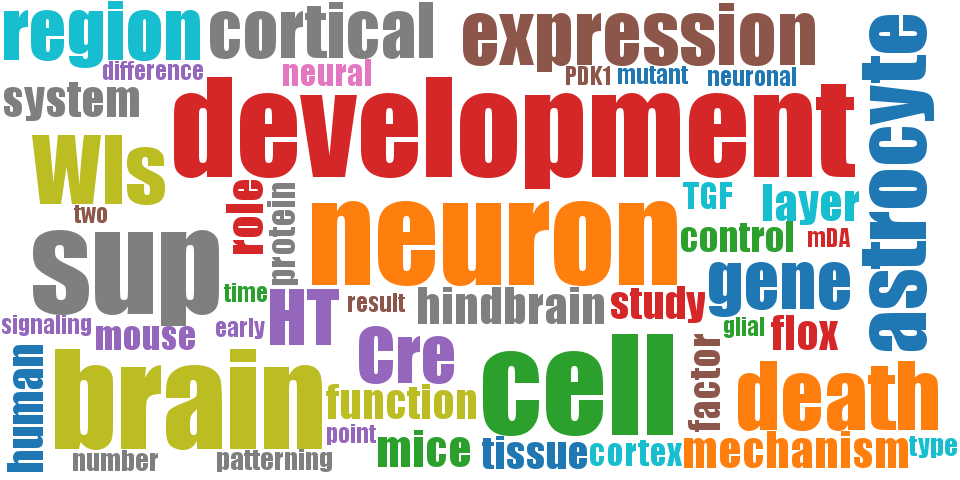 region
cortical
expression
astrocyte
difference
neural
PDK1
mutant
neuronal
system
development
Wls
two
role
protein
neuron
TGF
layer
control
mDA
sup
gene
time
HT
result
hindbrain
study
signaling
mouse
early
glial
flox
human
brain
Cre
function
cell
factor
death
point
mice
tissue
cortex
mechanism
type
number
patterning